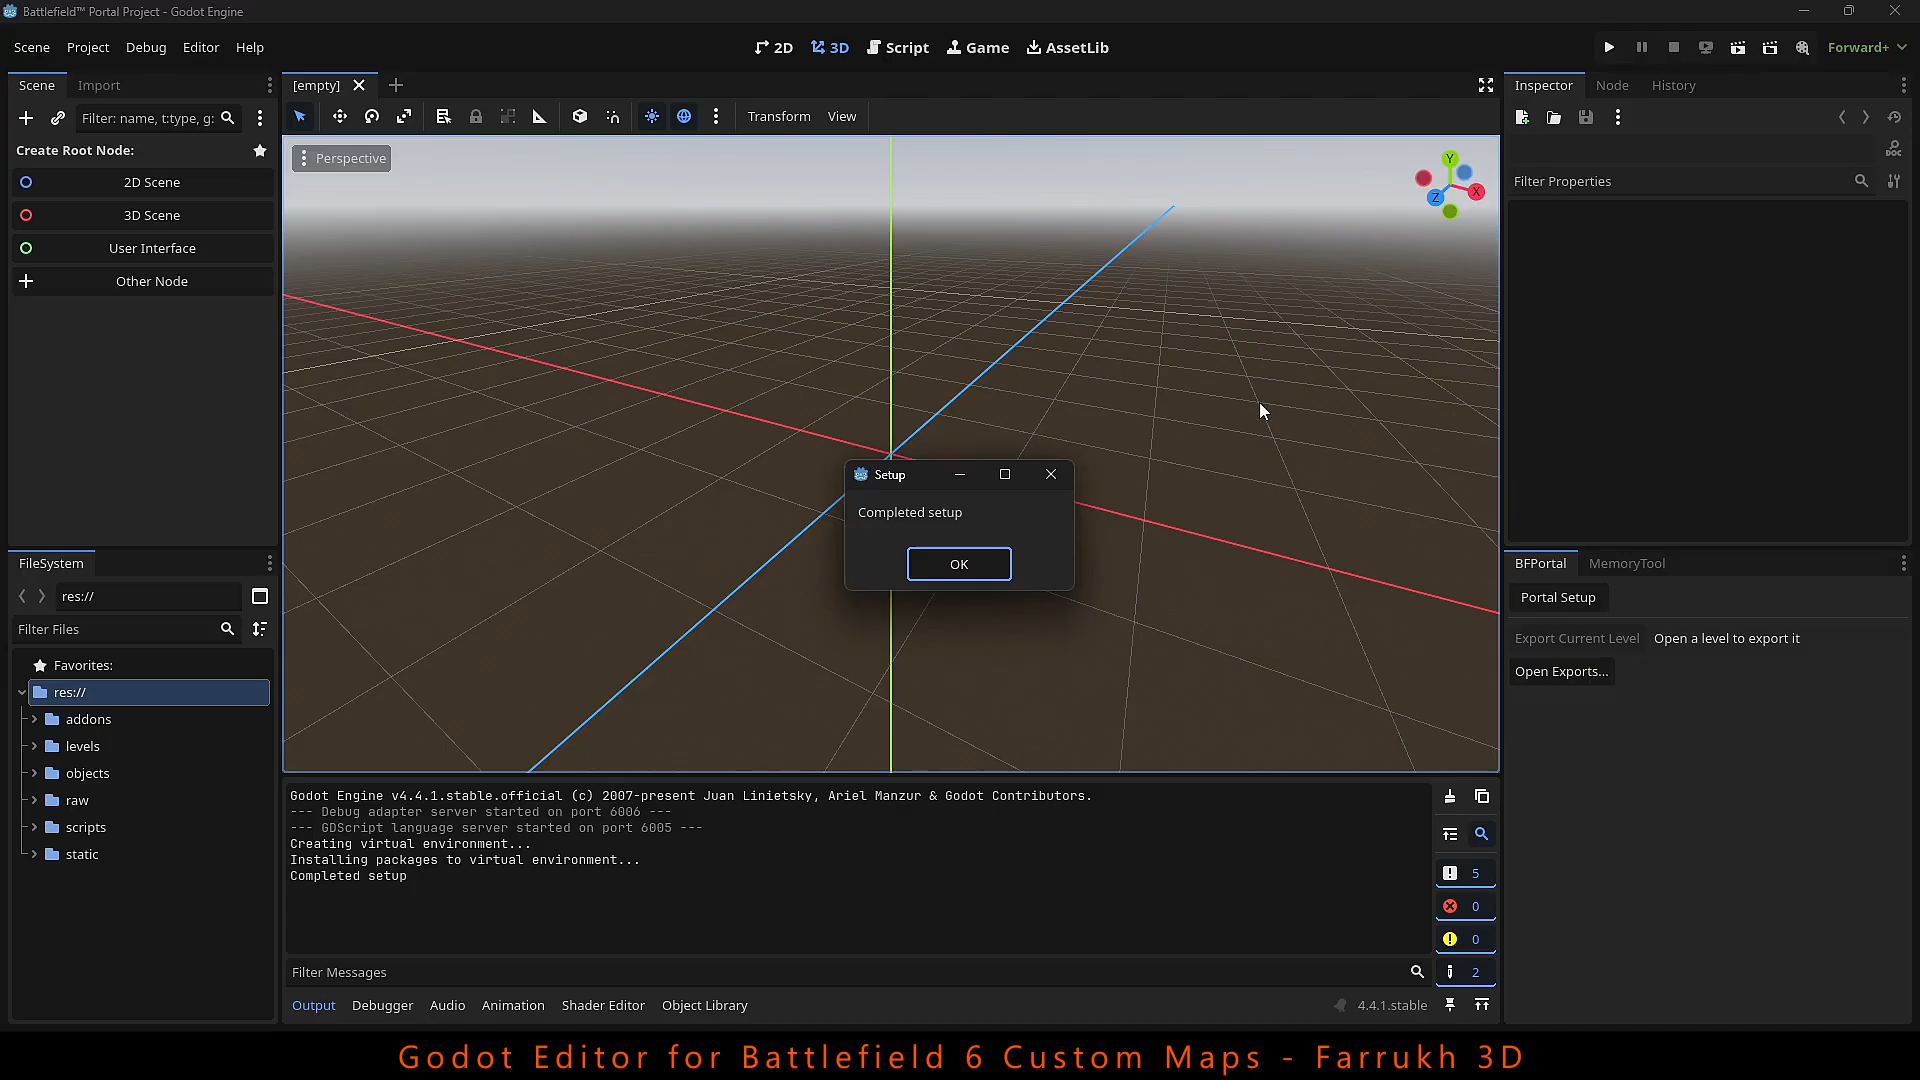 Battlefield™ Portal Project - Godot Engine
Scene Project Debug Editor Help
2D 3D Script Game AssetLib
Forward+
Scene Import
Filter: name, t:type, g:
Create Root Node:
2D Scene
3D Scene
User Interface
Other Node
[empty]
Transform View
Perspective
Y
X
Z
Inspector Node History
DOC
Filter Properties
Setup
Completed setup
OK
FileSystem
res://
Filter Files
Favorites:
res://
addons
levels
objects
raw
scripts
static
BFPortal MemoryTool
Portal Setup
Export Current Level Open a level to export it
Open Exports...
Godot Engine v4.4.1.stable.official (c) 2007-present Juan Linietsky, Ariel Manzur & Godot Contributors.
--- Debug adapter server started on port 6006 ---
--- GDScript language server started on port 6005 ---
Creating virtual environment...
Installing packages to virtual environment...
Completed setup
5
0
0
2
Filter Messages
Output Debugger Audio Animation Shader Editor Object Library
4.4.1.stable
Godot Editor for Battlefield 6 Custom Maps - Farrukh 3D